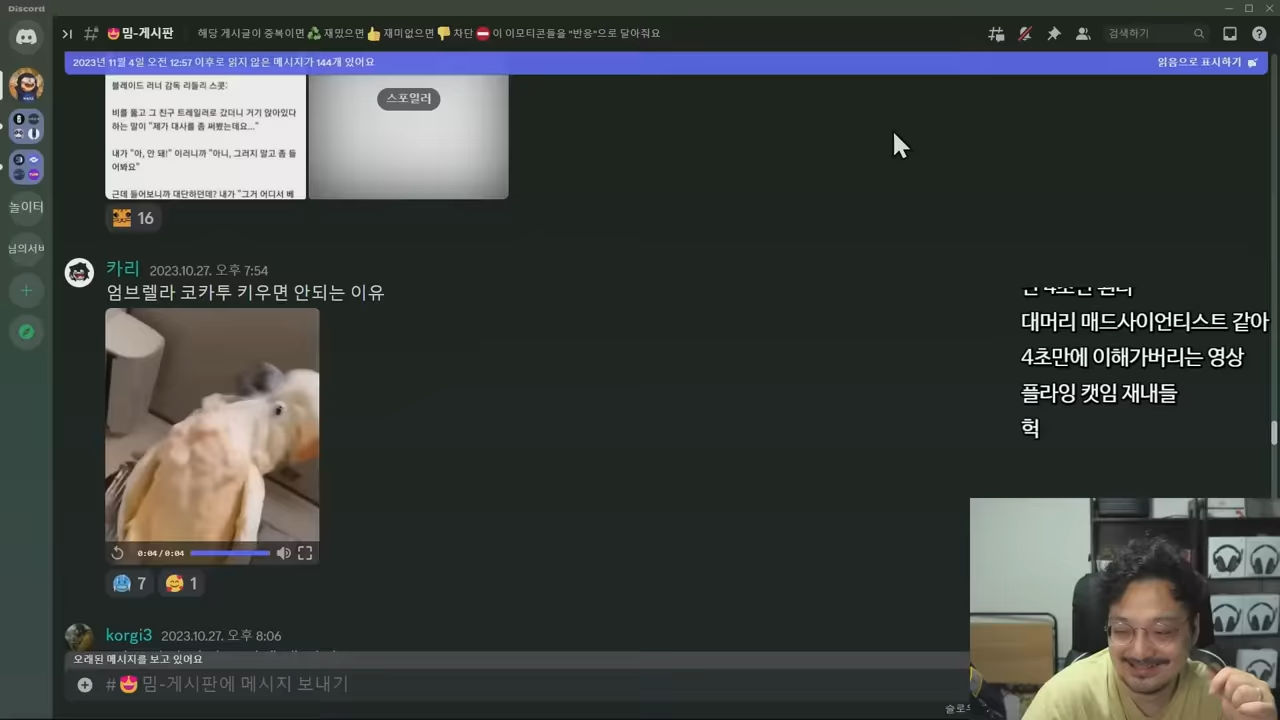 Discord
밈-게시판
해당 게시글이 중복이면 ♻️ 재밌으면 👍 재미없으면 👎 차단 ⛔ 이 이모티콘들을 "반응"으로 달아줘요
검색하기
2023년 11월 4일 오전 12:57 이후로 읽지 않은 메시지가 144개 있어요
읽음으로 표시하기
블레이드 러너 감독 리들리 스콧:
비를 뚫고 그 친구 트레일러로 갔더니 거기 앉아있다
하는 말이 "제가 대사를 좀 써봤는데요..."
내가 "아, 안 돼!" 이러니까 "아니, 그러지 말고 좀 들
어봐요"
근데 들어보니까 대단하던데? 내가 "그거 어디서 베
스포일러
16
놀이터
님의서버
카리 2023.10.27. 오후 7:54
엄브렐라 코카투 키우면 안되는 이유
대머리 매드사이언티스트 같아
4초만에 이해가버리는 영상
플라잉 캣임 재내들
헉
0:04/0:04
7
1
korgi3 2023.10.27. 오후 8:06
오래된 메시지를 보고 있어요
#😍밈-게시판에 메시지 보내기
슬로우